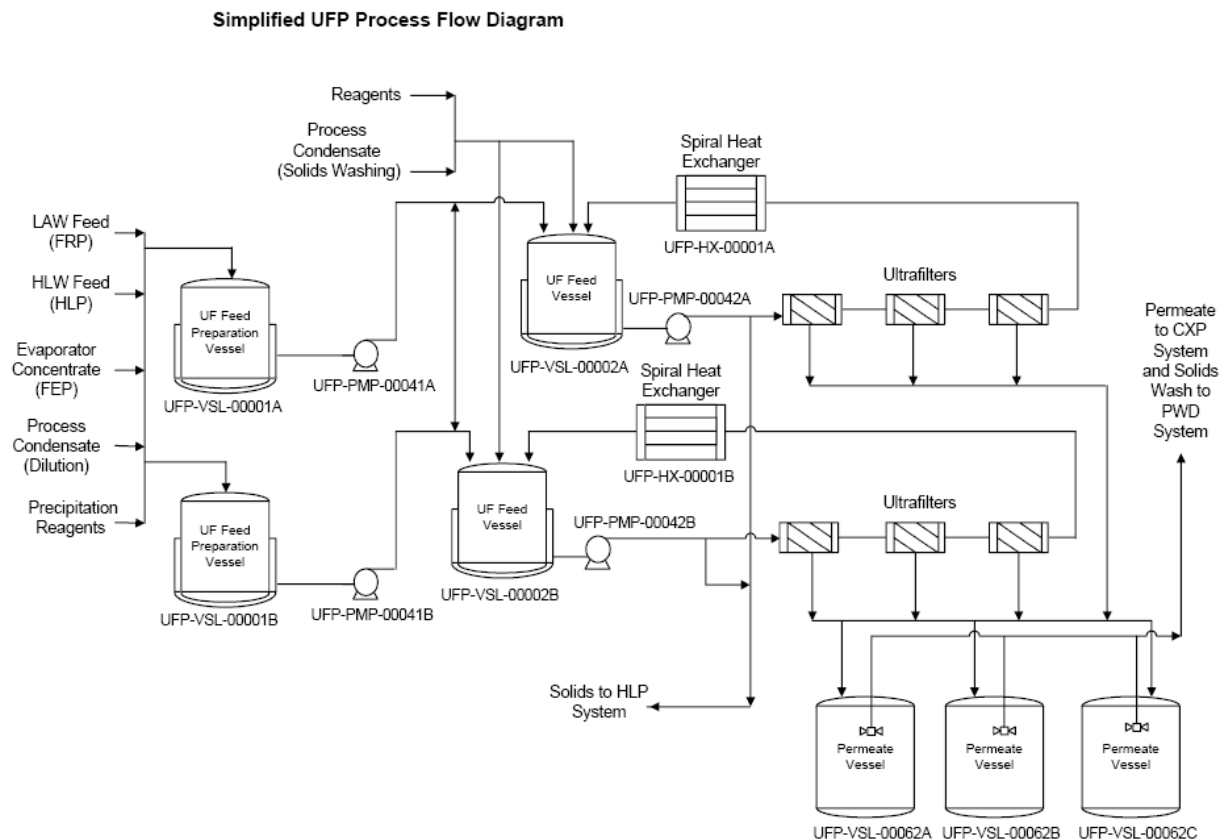 Simplified UFP Process Flow Diagram
Reagents
Process
Condensate
(Solids Washing)
Spiral Heat
Exchanger
UFP-HX-00001A
LAW Feed
(FRP)
HLW Feed
(HLP)
Evaporator
Concentrate
(FEP)
Process
Condensate
(Dilution)
Precipitation
Reagents
UF Feed
Preparation
Vessel
UFP-VSL-00001A
UFP-PMP-00041A
UF Feed
Vessel
UFP-VSL-00002A
UFP-PMP-00042A
Ultrafilters
Permeate
to CXP
System
and Solids
Wash to
PWD
System
Spiral Heat
Exchanger
UFP-HX-00001B
UF Feed
Preparation
Vessel
UFP-VSL-00001B
UFP-PMP-00041B
UF Feed
Vessel
UFP-VSL-00002B
UFP-PMP-00042B
Ultrafilters
Solids to HLP
System
Permeate
Vessel
UFP-VSL-00062A
Permeate
Vessel
UFP-VSL-00062B
Permeate
Vessel
UFP-VSL-00062C